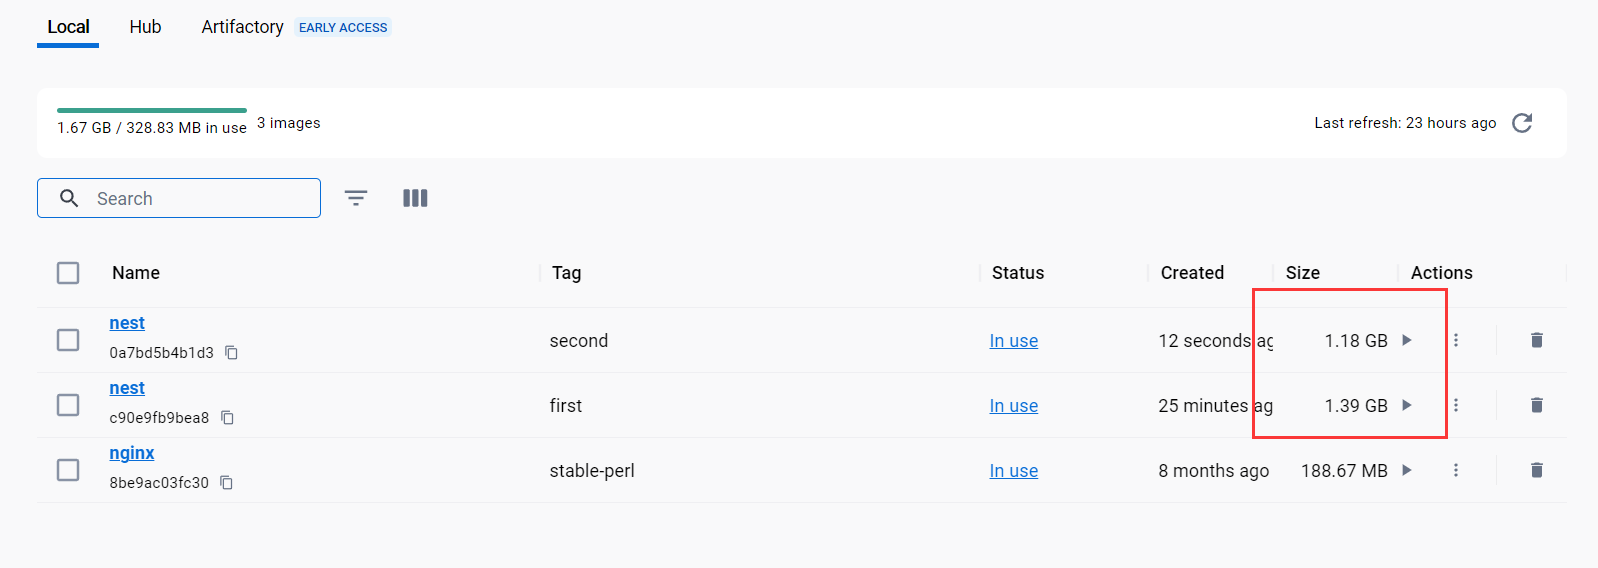 Local Hub Artifactory EARLY ACCESS
1.67 GB / 328.83 MB in use 3 images Last refresh: 23 hours ago
Search
Name Tag Status Created Size Actions
nest
0a7bd5b4b1d3 second In use 12 seconds ag 1.18 GB
nest
c90e9fb9bea8 first In use 25 minutes ag 1.39 GB
nginx
8be9ac03fc30 stable-perl In use 8 months ago 188.67 MB